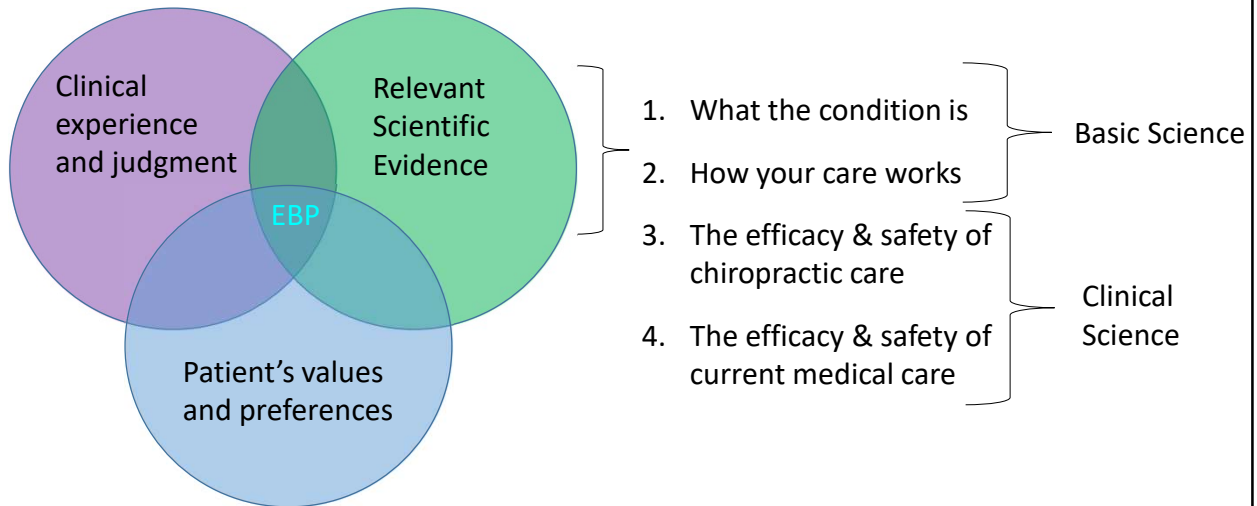 Clinical
experience
and judgment
Relevant
Scientific
Evidence
EBP
Patient's values
and preferences
1. What the condition is
2. How your care works
3. The efficacy & safety of
chiropractic care
4. The efficacy & safety of
current medical care
Basic Science
Clinical
Science